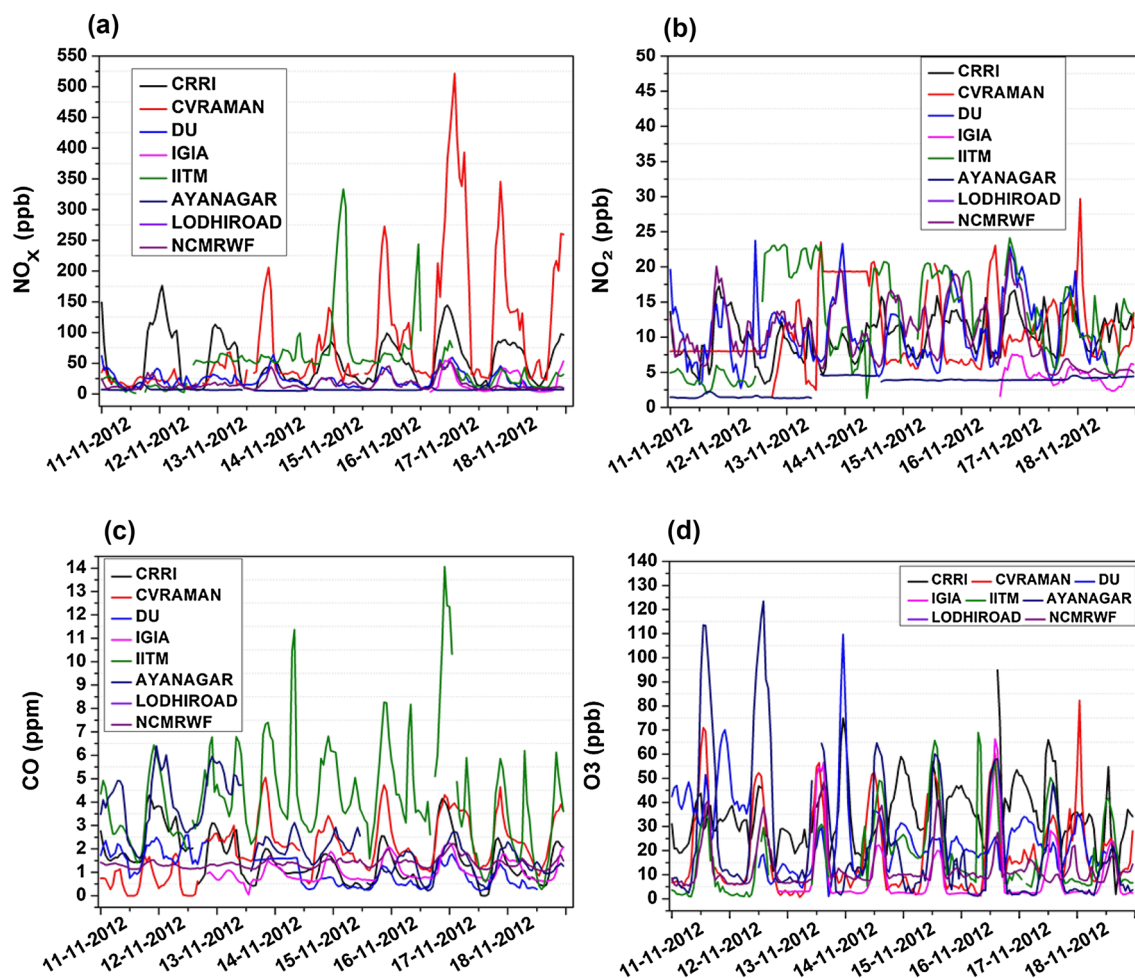 (a)
NOX (ppb)
550
500
450
400
350
300
250
200
150
100
50
0
CRRI
CVRAMAN
DU
IGIA
IITM
AYANAGAR
LODHIROAD
NCMRWF
11-11-2012
12-11-2012
13-11-2012
14-11-2012
15-11-2012
16-11-2012
17-11-2012
18-11-2012
(b)
NO2 (ppb)
50
45
40
35
30
25
20
15
10
5
0
CRRI
CVRAMAN
DU
IGIA
IITM
AYANAGAR
LODHIROAD
NCMRWF
11-11-2012
12-11-2012
13-11-2012
14-11-2012
15-11-2012
16-11-2012
17-11-2012
18-11-2012
(c)
CO (ppm)
14
13
12
11
10
9
8
7
6
5
4
3
2
1
0
CRRI
CVRAMAN
DU
IGIA
IITM
AYANAGAR
LODHIROAD
NCMRWF
11-11-2012
12-11-2012
13-11-2012
14-11-2012
15-11-2012
16-11-2012
17-11-2012
18-11-2012
(d)
O3 (ppb)
140
130
120
110
100
90
80
70
60
50
40
30
20
10
0
CRRI CVRAMAN DU
IGIA IITM AYANAGAR
LODHIROAD NCMRWF
11-11-2012
12-11-2012
13-11-2012
14-11-2012
15-11-2012
16-11-2012
17-11-2012
18-11-2012